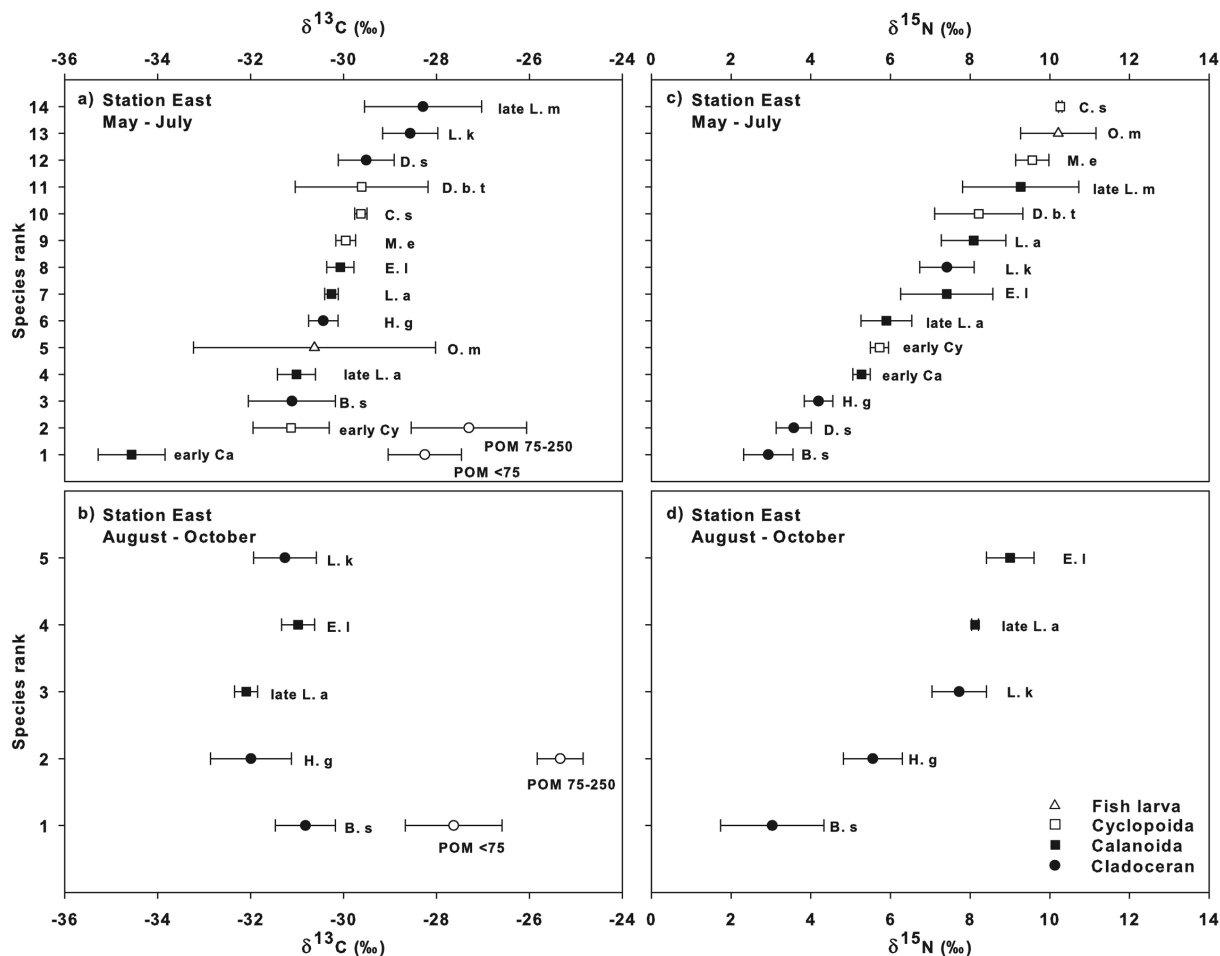 δ13C (‰)
δ15N (‰)
-36 -34 -32 -30 -28 -26 -24
0 2 4 6 8 10 12 14
a) Station East
May - July
14
13
12
11
10
9
8
7
6
5
4
3
2
1
Species rank
late L. m
L. k
D. s
D. b. t
C. s
M. e
E. l
L. a
H. g
O. m
late L. a
B. s
early Cy
POM 75-250
early Ca
POM <75
c) Station East
May - July
C. s
O. m
M. e
late L. m
D. b. t
L. a
L. k
E. l
late L. a
early Cy
early Ca
H. g
D. s
B. s
b) Station East
August - October
5
4
3
2
1
Species rank
L. k
E. l
late L. a
H. g
POM 75-250
B. s
POM <75
d) Station East
August - October
E. l
late L. a
L. k
H. g
B. s
Fish larva
Cyclopoida
Calanoida
Cladoceran
-36 -34 -32 -30 -28 -26 -24
0 2 4 6 8 10 12 14
δ13C (‰)
δ15N (‰)